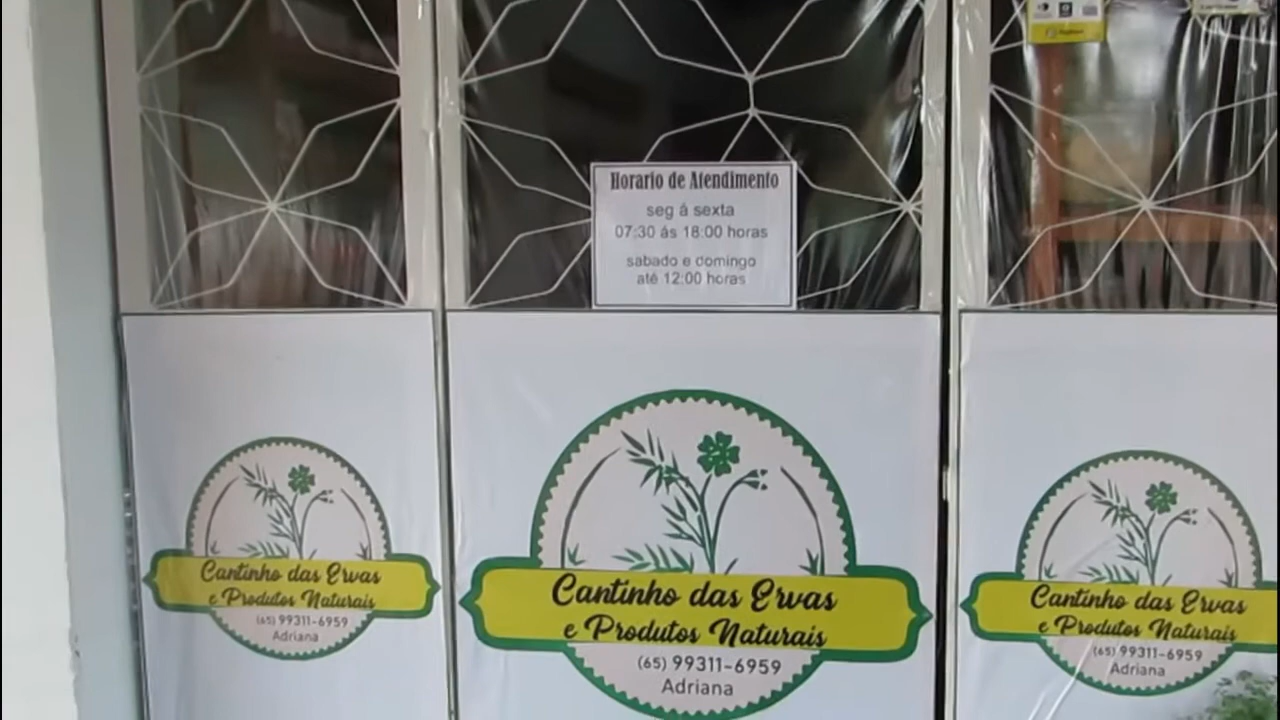 Horario de Atendimento
seg á sexta
07:30 ás 18:00 horas
sabado e domingo
até 12:00 horas
Cantinho das Ervas
e Produtos Naturais
(65) 99311-6959
Adriana
Cantinho das Ervas
e Produtos Naturais
(65) 99311-6959
Adriana
Cantinho das Ervas
e Produtos Naturais
(65) 99311-6959
Adriana